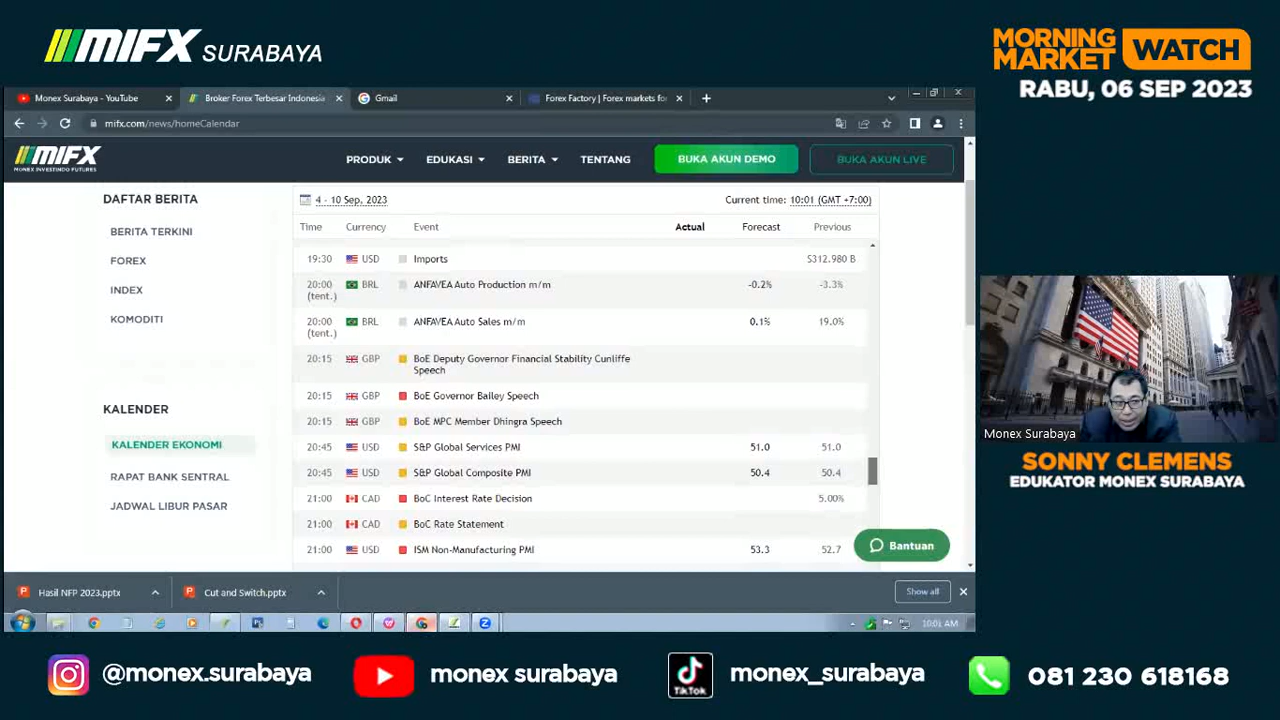 MIFX SURABAYA
MORNING MARKET WATCH
RABU, 06 SEP 2023
Monex Surabaya - YouTube
Broker Forex Terbesar Indonesia
Gmail
Forex Factory | Forex markets fo
mifx.com/news/homeCalendar
MIFX
MONEX INVESTINDO FUTURES
PRODUK
EDUKASI
BERITA
TENTANG
BUKA AKUN DEMO
BUKA AKUN LIVE
DAFTAR BERITA
BERITA TERKINI
FOREX
INDEX
KOMODITI
KALENDER
KALENDER EKONOMI
RAPAT BANK SENTRAL
JADWAL LIBUR PASAR
4 - 10 Sep, 2023
Current time: 10:01 (GMT +7:00)
Time Currency Event Actual Forecast Previous
19:30 USD Imports $312.980 B
20:00 (tent.) BRL ANFAVEA Auto Production m/m -0.2% -3.3%
20:00 (tent.) BRL ANFAVEA Auto Sales m/m 0.1% 19.0%
20:15 GBP BoE Deputy Governor Financial Stability Cunliffe
Speech
20:15 GBP BoE Governor Bailey Speech
20:15 GBP BoE MPC Member Dhingra Speech
20:45 USD S&P Global Services PMI 51.0 51.0
20:45 USD S&P Global Composite PMI 50.4 50.4
21:00 CAD BoC Interest Rate Decision 5.00%
21:00 CAD BoC Rate Statement
21:00 USD ISM Non-Manufacturing PMI 53.3 52.7
Bantuan
Hasil NFP 2023.pptx
Cut and Switch.pptx
Show all
10:01 AM
Monex Surabaya
SONNY CLEMENS
EDUKATOR MONEX SURABAYA
@monex.surabaya
monex surabaya
TikTok
monex_surabaya
081 230 618168